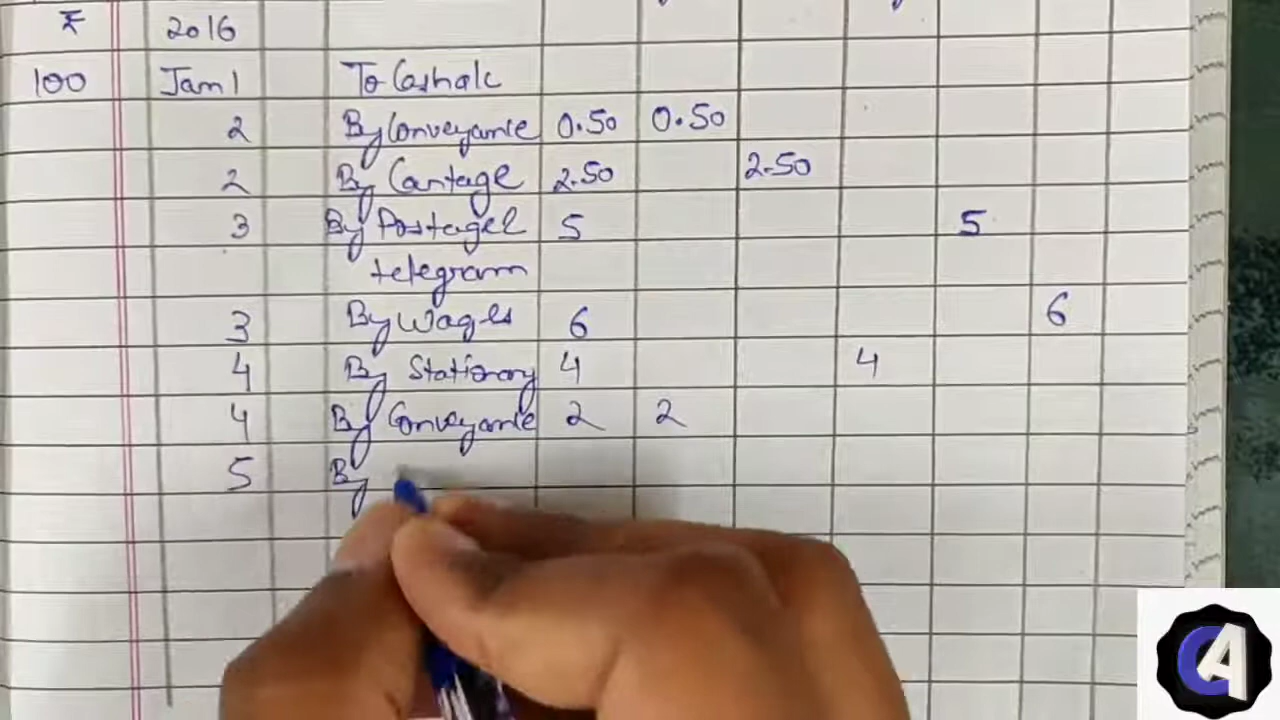 ₹ 2016
100 Jan 1 To Cash a/c
2 By Conveyance 0.50 0.50
2 By Cartage 2.50 2.50
3 By Postage & 5 5
telegram
3 By Wages 6 6
4 By Stationary 4 4
4 By Conveyance 2 2
5 By
CA